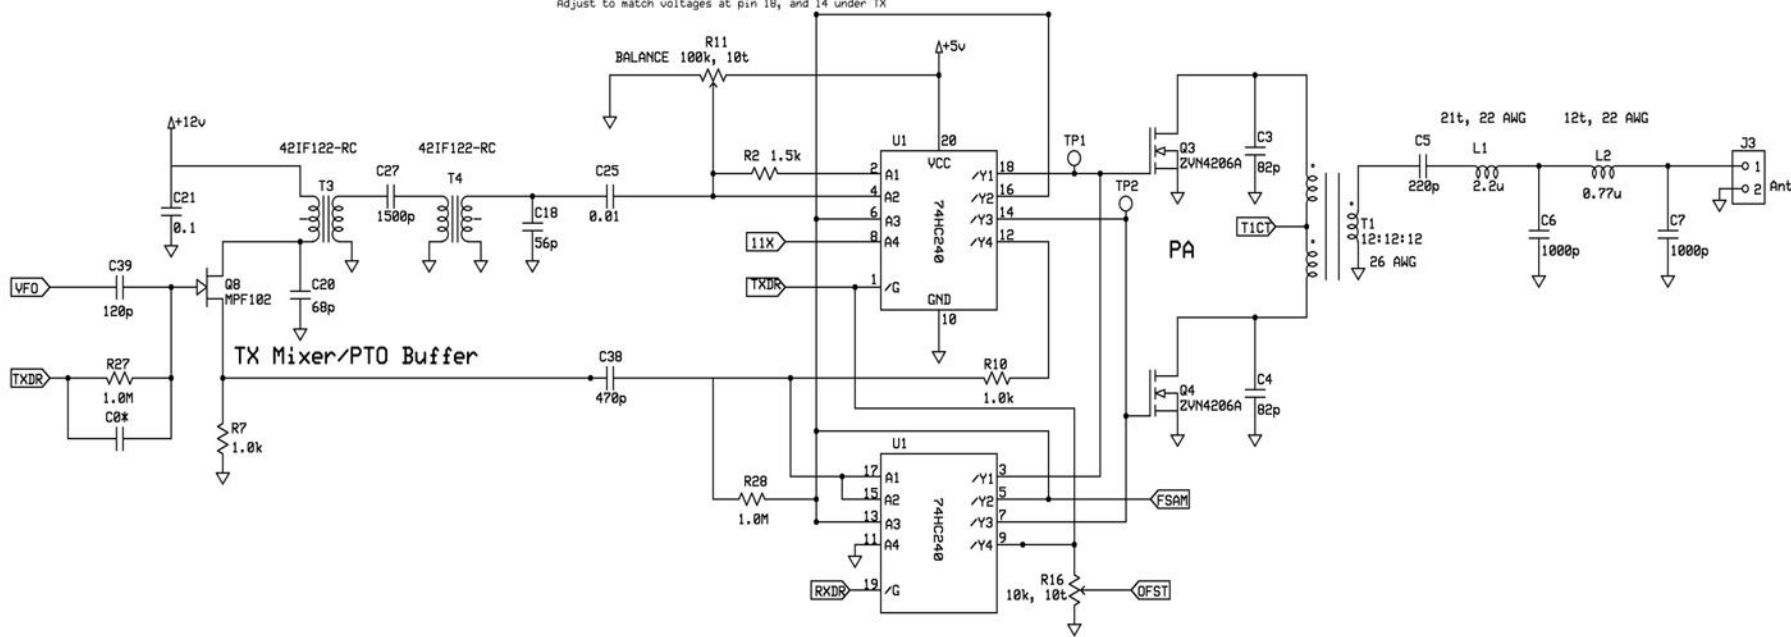 Adjust to match voltages at pin 18, and 14 under TX
R11
BALANCE 100k, 10t
+5v
+12v
42IF122-RC
42IF122-RC
C21
0.1
T3
C27
1500p
T4
C18
56p
C25
0.01
R2 1.5k
U1
20
VCC
2 A1
4 A2
6 A3
8 A4
1 /G
74HC240
GND
10
/Y1 18
/Y2 16
/Y3 14
/Y4 12
11X
TXDR
TP1
TP2
Q3
ZVN4206A
C3
82p
PA
T1CT
T1
12:12:12
26 AWG
21t, 22 AWG
12t, 22 AWG
C5
220p
L1
2.2u
L2
0.77u
C6
1000p
C7
1000p
J3
1
2
Ant
VFO
C39
120p
Q8
MPF102
C20
68p
TX Mixer/PTO Buffer
TXDR
R27
1.0M
C0*
R7
1.0k
C38
470p
R10
1.0k
R28
1.0M
U1
17 A1
15 A2
13 A3
11 A4
19 /G
74HC240
/Y1 3
/Y2 5
/Y3 7
/Y4 9
RXDR
FSAM
R16
10k, 10t
OFST
Q4
ZVN4206A
C4
82p